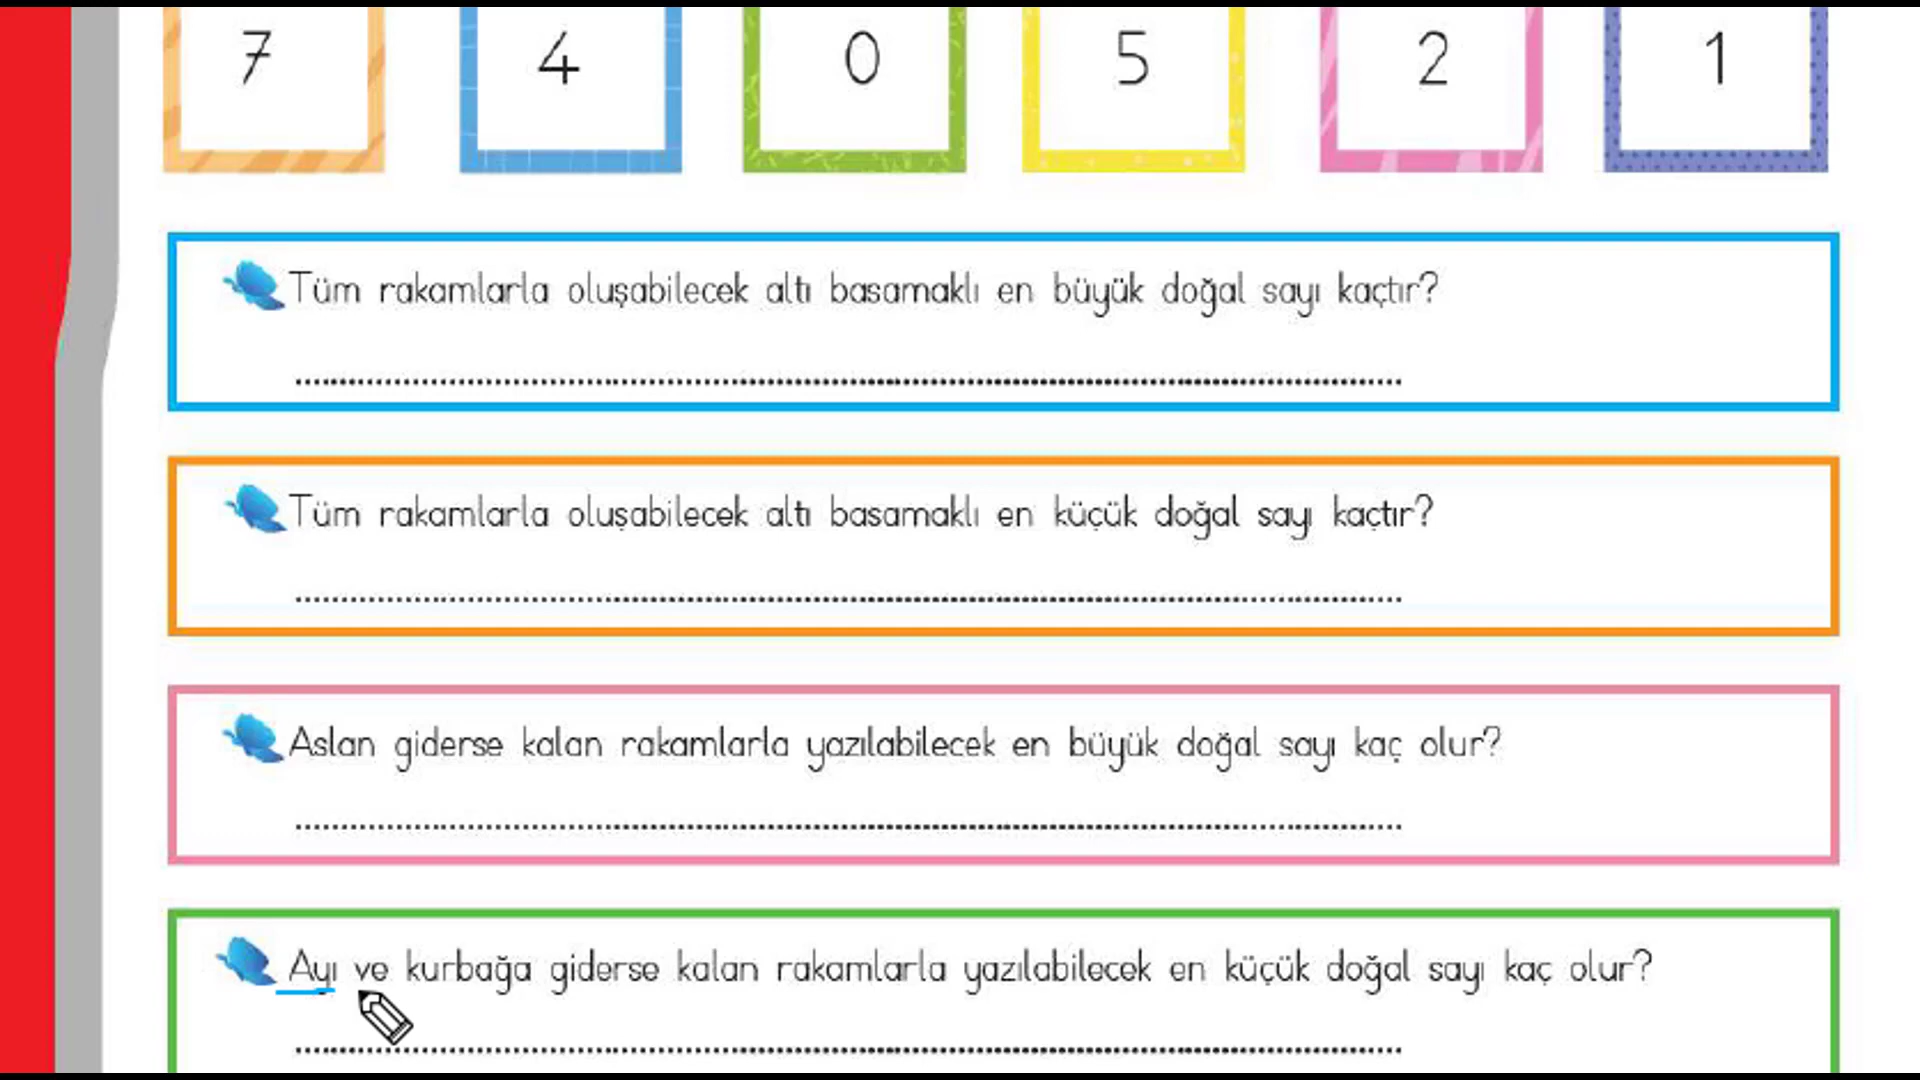 7 4 0 5 2 1
Tüm rakamlarla oluşabilecek altı basamaklı en büyük doğal sayı kaçtır?
Tüm rakamlarla oluşabilecek altı basamaklı en küçük doğal sayı kaçtır?
Aslan giderse kalan rakamlarla yazılabilecek en büyük doğal sayı kaç olur?
Ayı ve kurbağa giderse kalan rakamlarla yazılabilecek en küçük doğal sayı kaç olur?